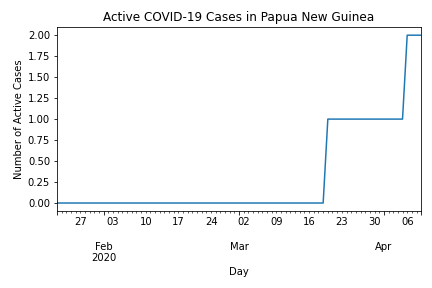 Active COVID-19 Cases in Papua New Guinea
Number of Active Cases
2.00
1.75
1.50
1.25
1.00
0.75
0.50
0.25
0.00
27 03 10 17 24 02 09 16 23 30 06
Feb Mar Apr
2020
Day